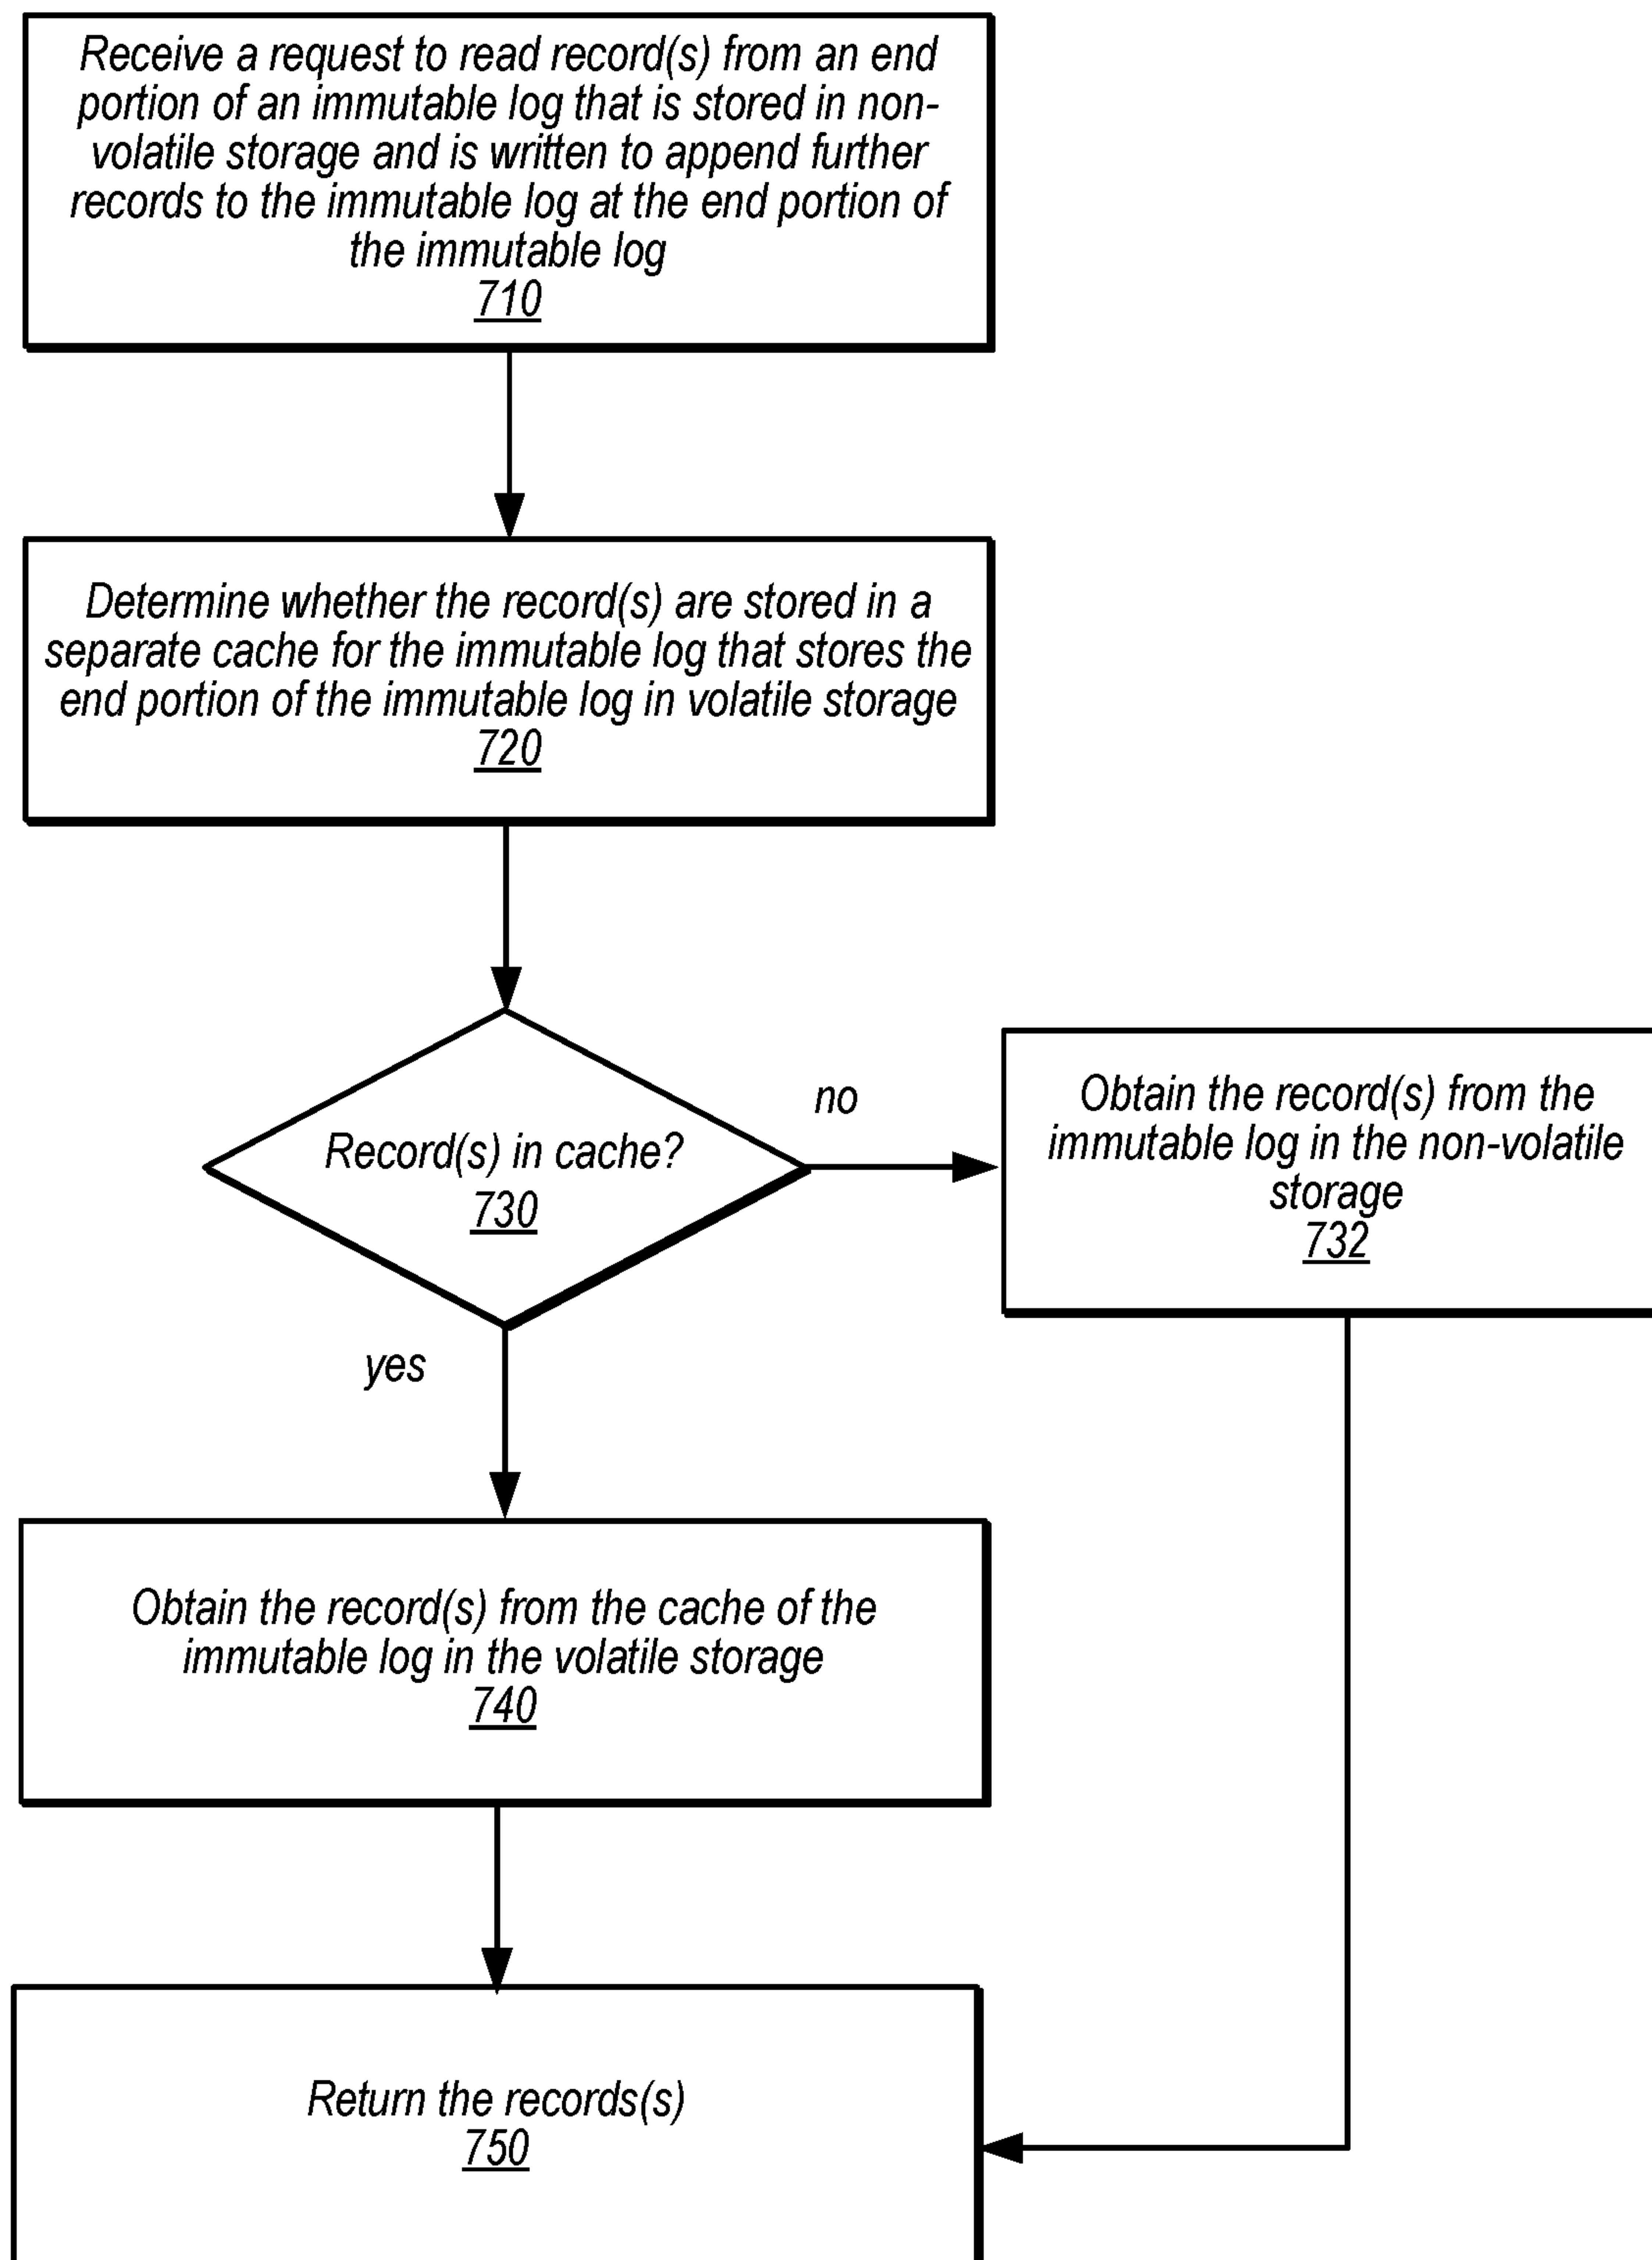 Receive a request to read record(s) from an end
portion of an immutable log that is stored in non-
volatile storage and is written to append further
records to the immutable log at the end portion of
the immutable log
710
Determine whether the record(s) are stored in a
separate cache for the immutable log that stores the
end portion of the immutable log in volatile storage
720
Record(s) in cache?
730
no
Obtain the record(s) from the
immutable log in the non-volatile
storage
732
yes
Obtain the record(s) from the cache of the
immutable log in the volatile storage
740
Return the records(s)
750